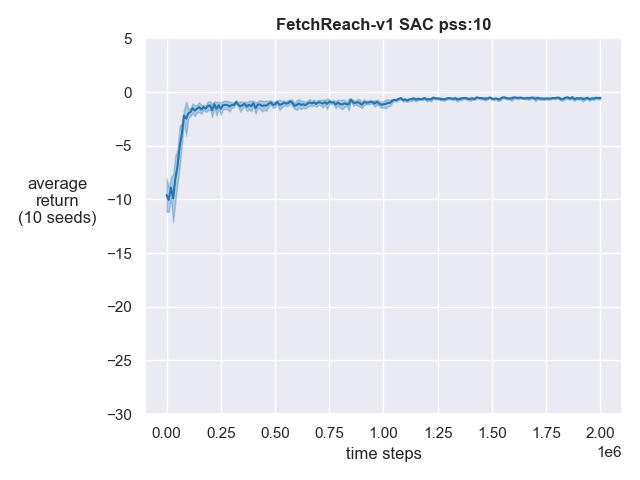 FetchReach-v1 SAC pss:10
5
0
−5
−10
−15
−20
−25
−30
average
return
(10 seeds)
0.00 0.25 0.50 0.75 1.00 1.25 1.50 1.75 2.00
time steps
1e6